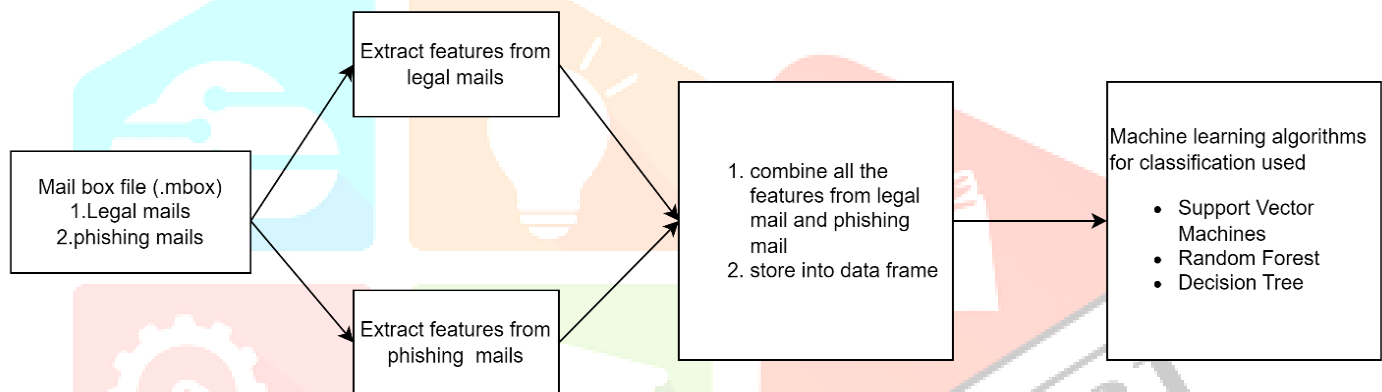 Extract features from
legal mails
Mail box file (.mbox)
1.Legal mails
2.phishing mails
Extract features from
phishing  mails
1. combine all the
features from legal
mail and phishing
mail
2. store into data frame
Machine learning algorithms
for classification used
• Support Vector
Machines
• Random Forest
• Decision Tree